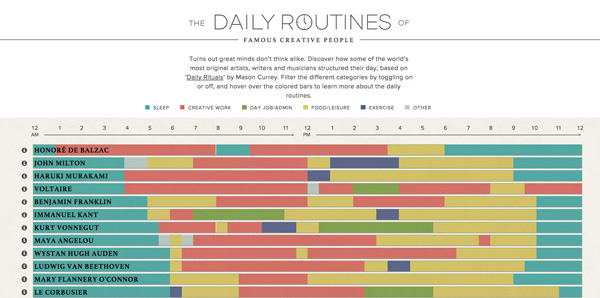 THE DAILY ROUTINES OF
FAMOUS CREATIVE PEOPLE
Turns out great minds don't think alike. Discover how some of the world's
most original artists, writers and musicians structured their day, based on
'Daily Rituals' by Mason Currey. Filter the different categories by toggling on
or off, and hover over the colored bars to learn more about the daily
routines.
SLEEP CREATIVE WORK DAY JOB/ADMIN FOOD/LEISURE EXERCISE OTHER
12 1 2 3 4 5 6 7 8 9 10 11 12 1 2 3 4 5 6 7 8 9 10 11 12
AM PM
HONORÉ DE BALZAC
JOHN MILTON
HARUKI MURAKAMI
VOLTAIRE
BENJAMIN FRANKLIN
IMMANUEL KANT
KURT VONNEGUT
MAYA ANGELOU
WYSTAN HUGH AUDEN
LUDWIG VAN BEETHOVEN
MARY FLANNERY O'CONNOR
LE CORBUSIER